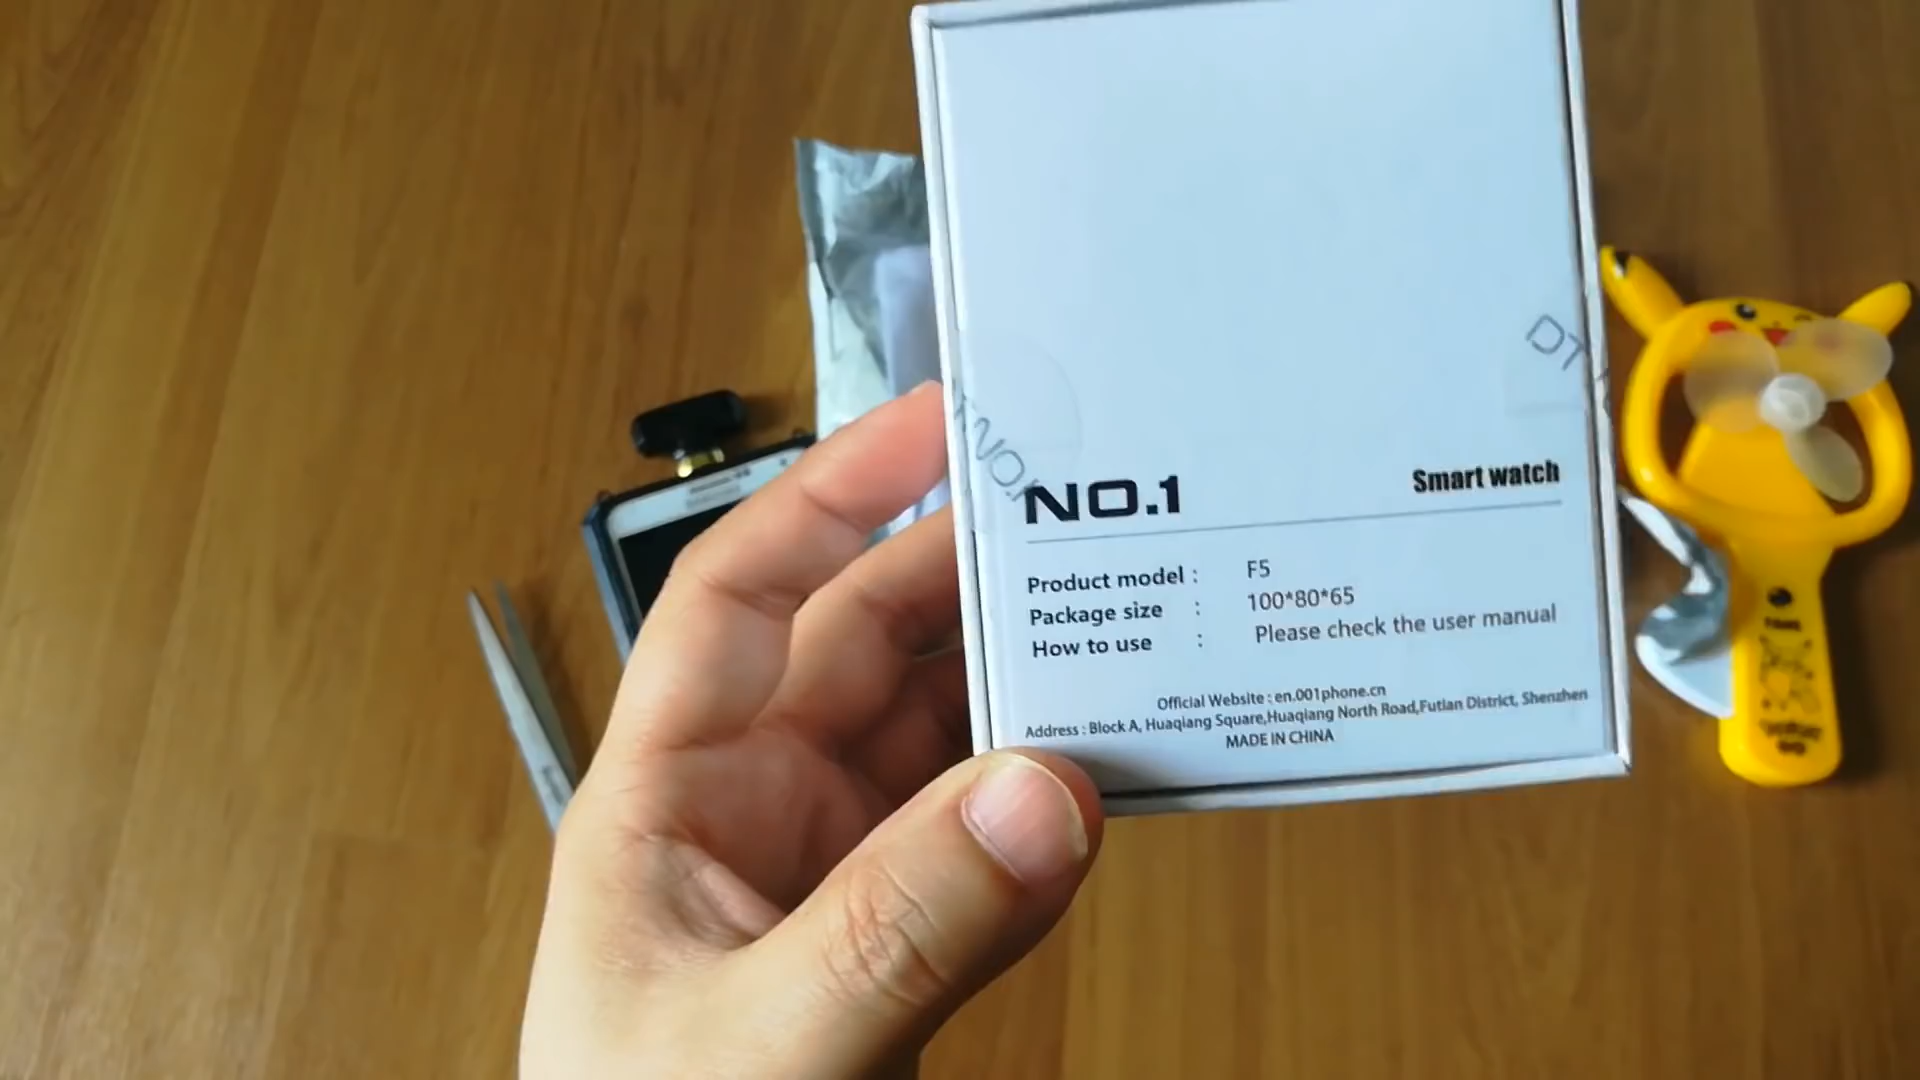 NO.1
Smart watch
Product model : F5
Package size : 100*80*65
How to use : Please check the user manual
Official Website : en.001phone.cn
Address : Block A, Huaqiang Square,Huaqiang North Road,Futian District, Shenzhen
MADE IN CHINA